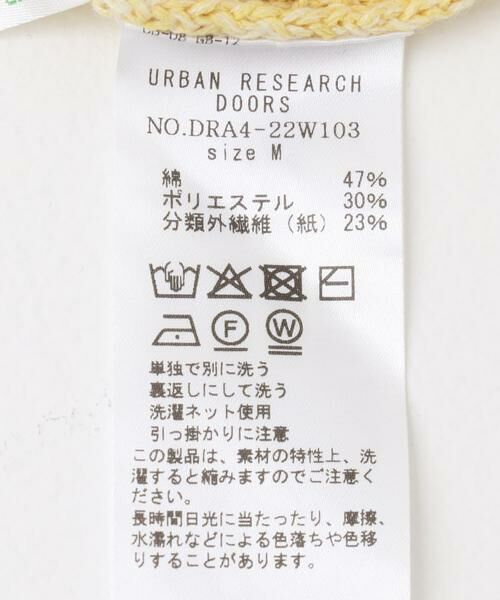 URBAN RESEARCH
DOORS
NO.DRA4-22W103
size M
綿 47%
ポリエステル 30%
分類外繊維（紙） 23%
F W
単独で別に洗う
裏返しにして洗う
洗濯ネット使用
引っ掛かりに注意
この製品は、素材の特性上、洗
濯すると縮みますのでご注意く
ださい。
長時間日光に当たったり、摩擦、
水濡れなどによる色落ちや色移
りすることがあります。